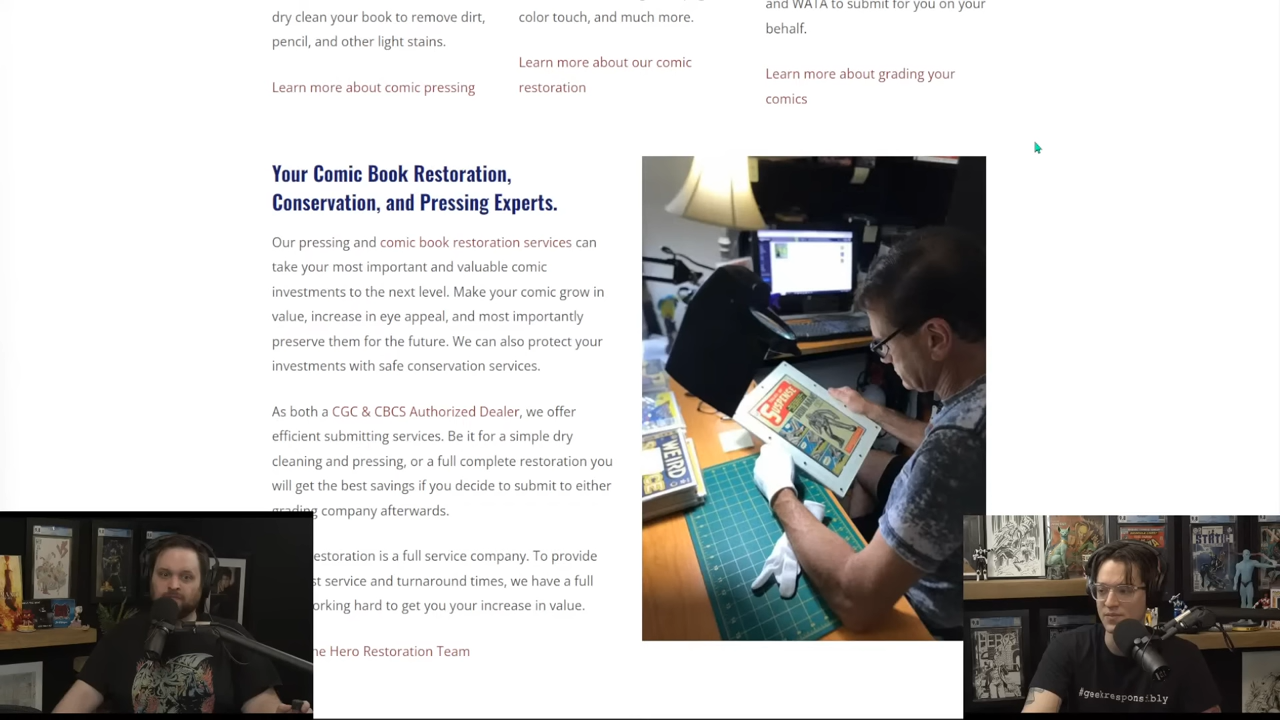 dry clean your book to remove dirt,
pencil, and other light stains.
Learn more about comic pressing
color touch, and much more.
Learn more about our comic
restoration
and WATA to submit for you on your
behalf.
Learn more about grading your
comics
Your Comic Book Restoration,
Conservation, and Pressing Experts.
Our pressing and comic book restoration services can
take your most important and valuable comic
investments to the next level. Make your comic grow in
value, increase in eye appeal, and most importantly
preserve them for the future. We can also protect your
investments with safe conservation services.
As both a CGC & CBCS Authorized Dealer, we offer
efficient submitting services. Be it for a simple dry
cleaning and pressing, or a full complete restoration you
will get the best savings if you decide to submit to either
grading company afterwards.
estoration is a full service company. To provide
st service and turnaround times, we have a full
orking hard to get you your increase in value.
he Hero Restoration Team
SUSPENSE
WEIRD
STATIC
HERO
#geekresponsibly